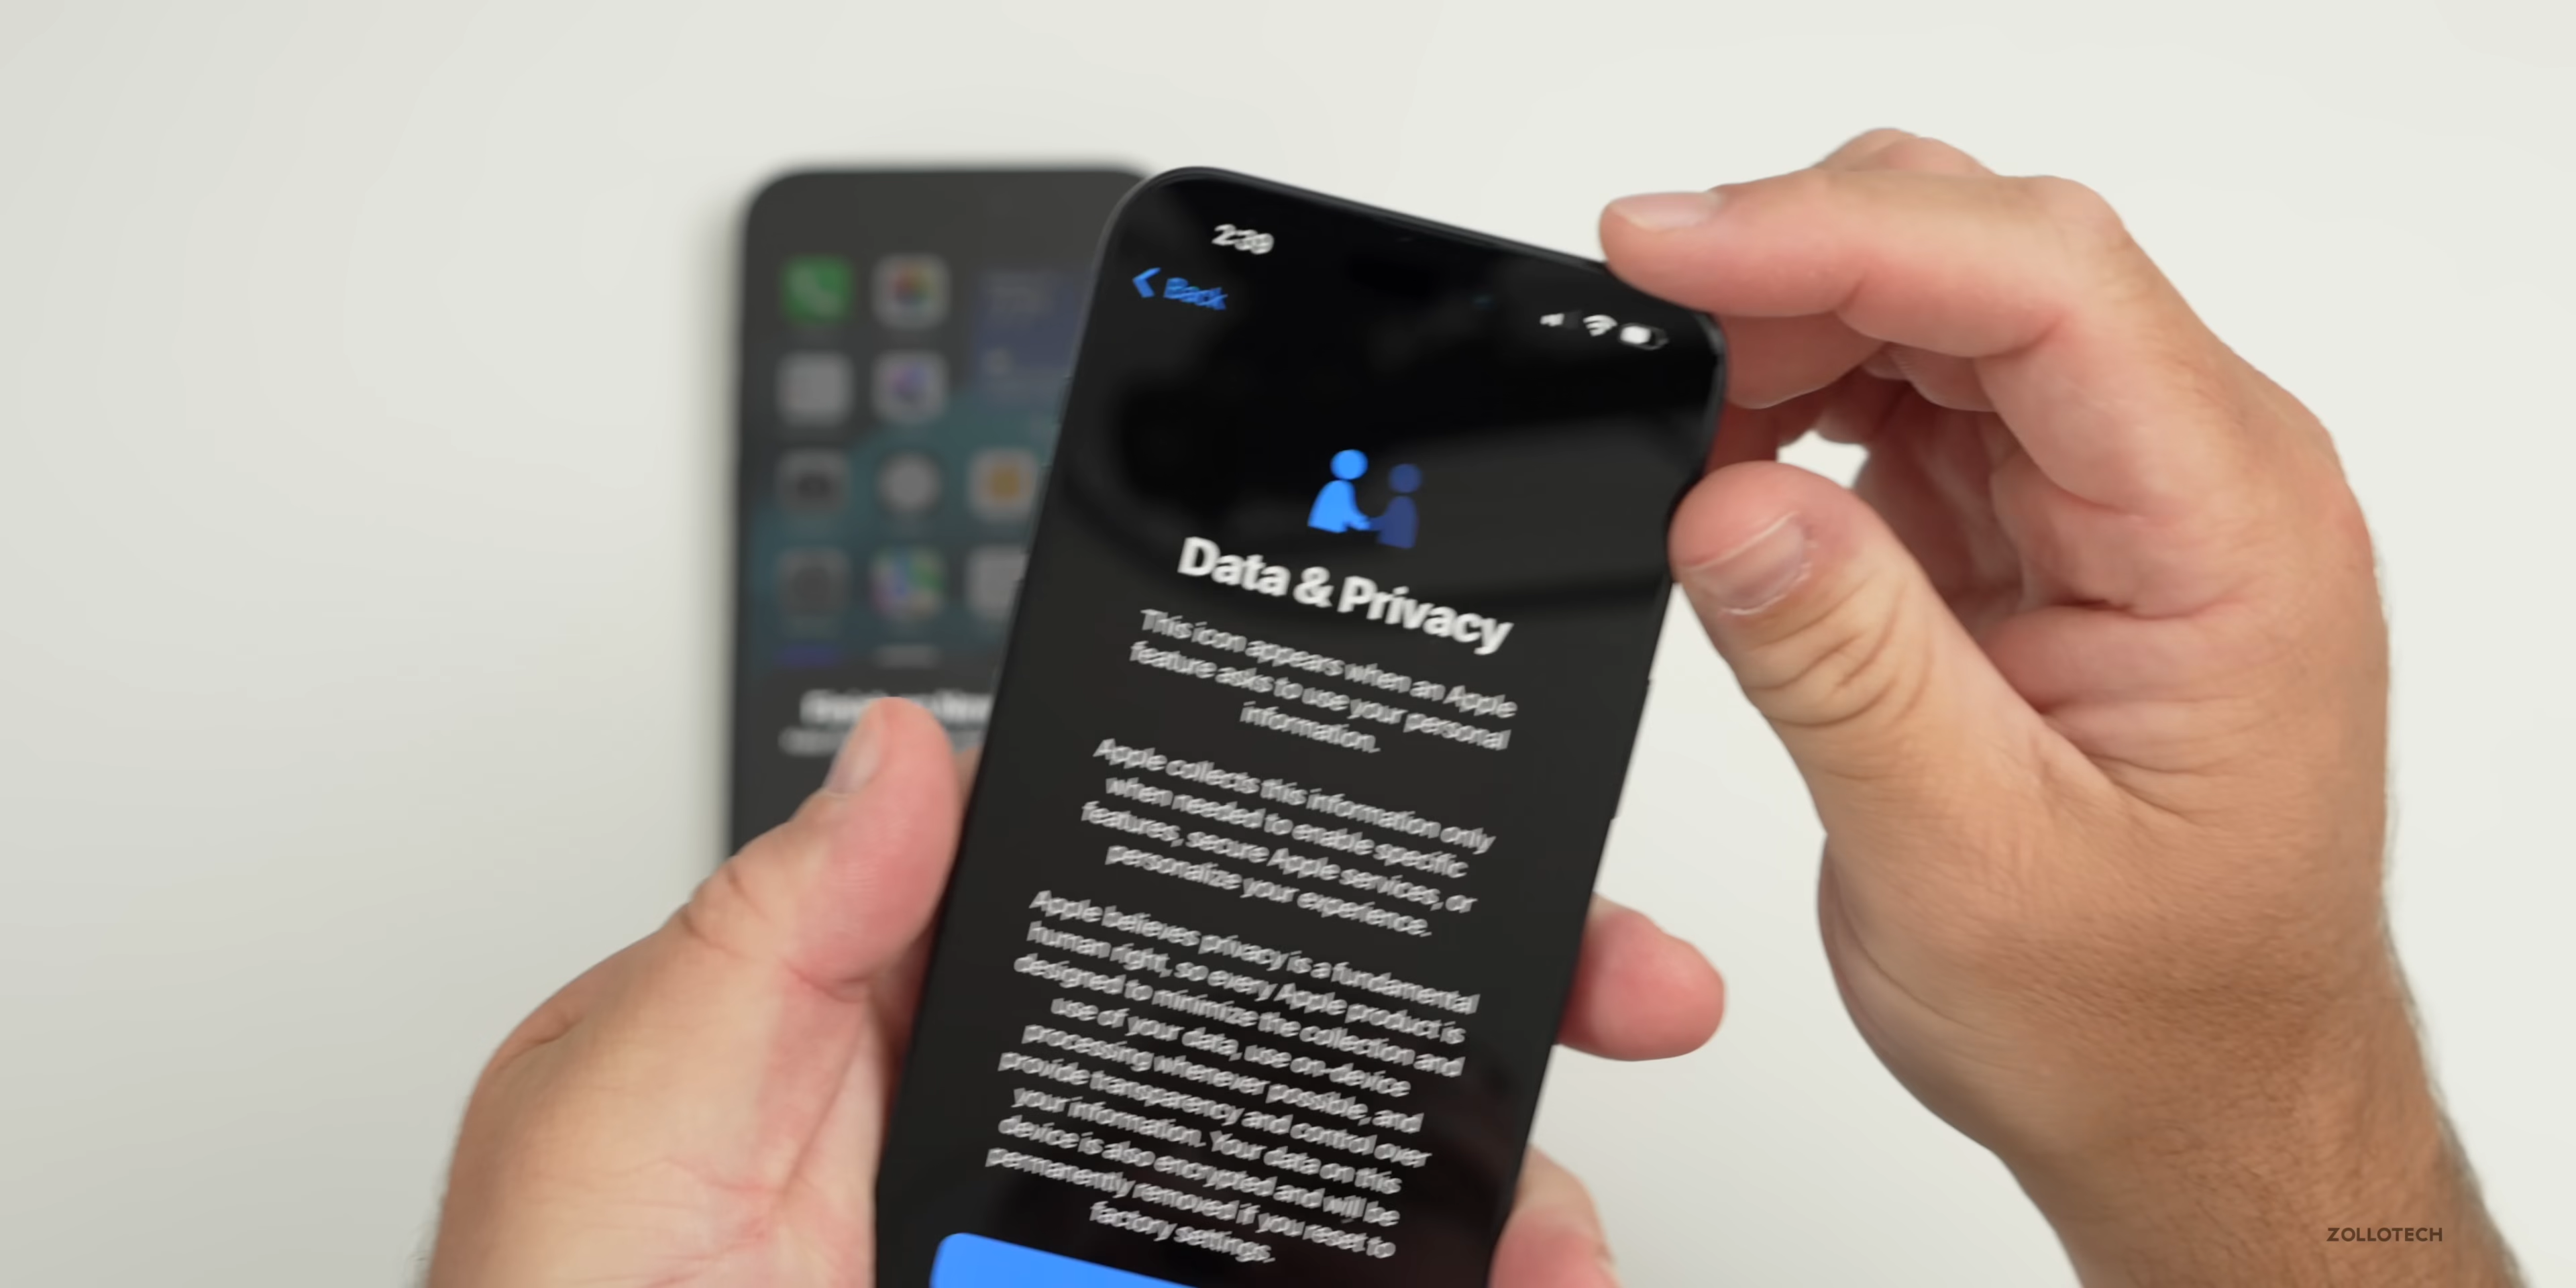 2:39
Back
Data & Privacy
This icon appears when an Apple
feature asks to use your personal
information.
Apple collects this information only
when needed to enable specific
features, secure Apple services, or
personalize your experience.
Apple believes privacy is a fundamental
human right, so every Apple product is
designed to minimize the collection and
use of your data, use on-device
processing whenever possible, and
provide transparency and control over
your information. Your data on this
device is also encrypted and will be
permanently removed if you reset to
factory settings.
ZOLLOTECH